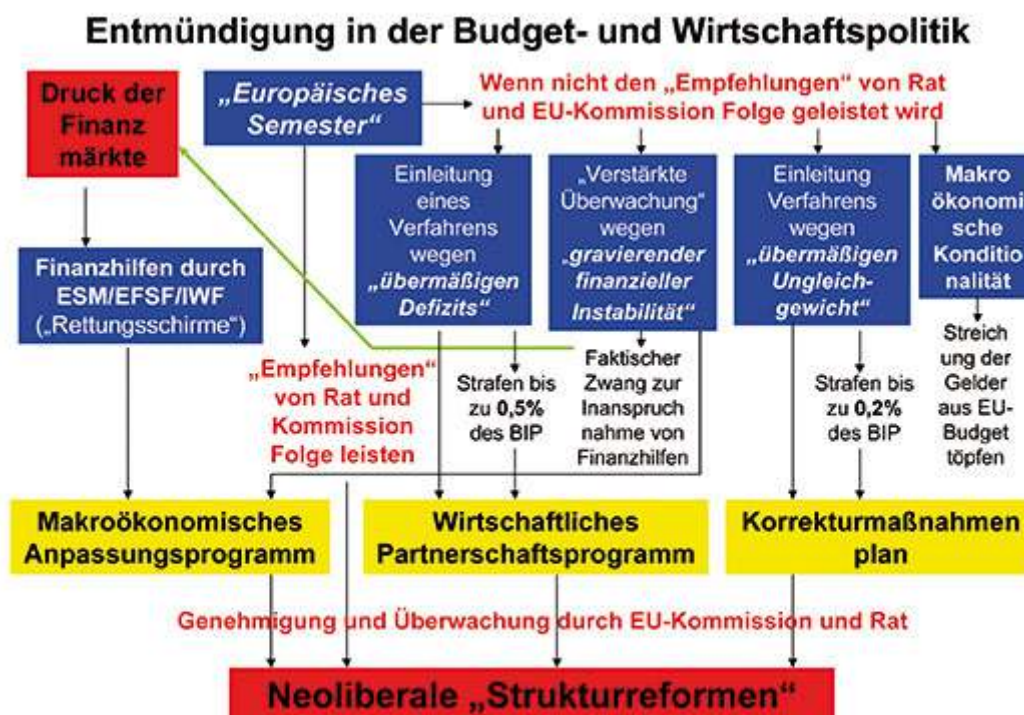 Entmündigung in der Budget- und Wirtschaftspolitik
Druck der
Finanz
märkte
„Europäisches
Semester“
Wenn nicht den „Empfehlungen“ von Rat
und EU-Kommission Folge geleistet wird
Einleitung
eines
Verfahrens
wegen
„übermäßigen
Defizits“
„Verstärkte
Überwachung“
wegen
„gravierender
finanzieller
Instabilität“
Einleitung
Verfahrens
wegen
„übermäßigen
Ungleich-
gewicht“
Makro
ökonomi
sche
Konditio
nalität
Finanzhilfen durch
ESM/EFSF/IWF
(„Rettungsschirme“)
„Empfehlungen“
von Rat und
Kommission
Folge leisten
Strafen bis
zu 0,5%
des BIP
Faktischer
Zwang zur
Inanspruch
nahme von
Finanzhilfen
Strafen bis
zu 0,2%
des BIP
Streich
ung der
Gelder
aus EU-
Budget
töpfen
Makroökonomisches
Anpassungsprogramm
Wirtschaftliches
Partnerschaftsprogramm
Korrekturmaßnahmen
plan
Genehmigung und Überwachung durch EU-Kommission und Rat
Neoliberale „Strukturreformen“